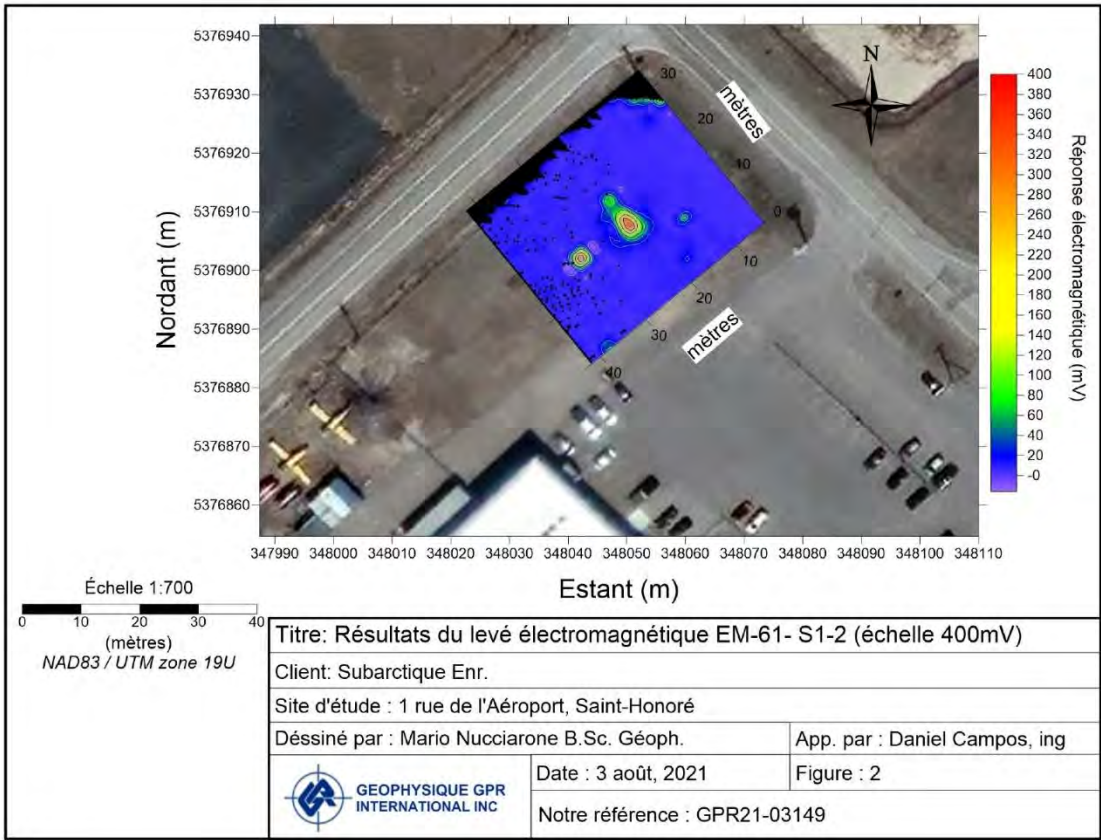 5376940
5376930
5376920
5376910
5376900
5376890
5376880
5376870
5376860
Nordant (m)
347990 348000 348010 348020 348030 348040 348050 348060 348070 348080 348090 348100 348110
Estant (m)
30
20
10
0
mètres
10
20
30
40
mètres
N
400
380
360
340
320
300
280
260
240
220
200
180
160
140
120
100
80
60
40
20
-0
Réponse électromagnétique (mV)
Échelle 1:700
0 10 20 30 40
(mètres)
NAD83 / UTM zone 19U
Titre: Résultats du levé électromagnétique EM-61- S1-2 (échelle 400mV)
Client: Subarctique Enr.
Site d'étude : 1 rue de l'Aéroport, Saint-Honoré
Déssiné par : Mario Nucciarone B.Sc. Géoph.
App. par : Daniel Campos, ing
GEOPHYSIQUE GPR
INTERNATIONAL INC
Date : 3 août, 2021
Figure : 2
Notre référence : GPR21-03149